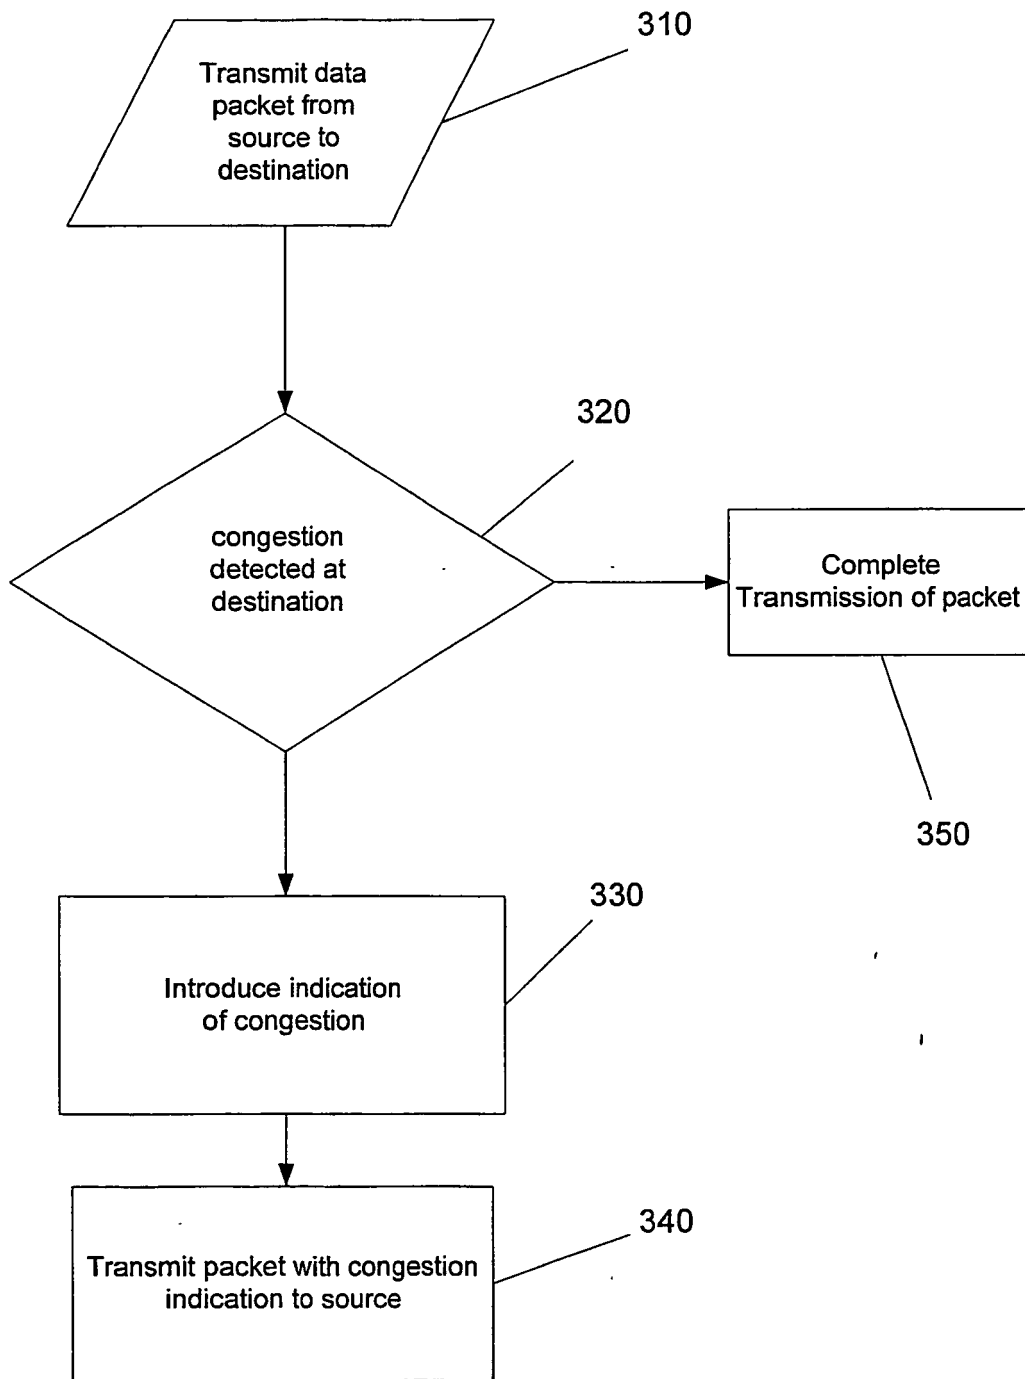 310
Transmit data
packet from
source to
destination
320
congestion
detected at
destination
Complete
Transmission of packet
350
330
Introduce indication
of congestion
340
Transmit packet with congestion
indication to source